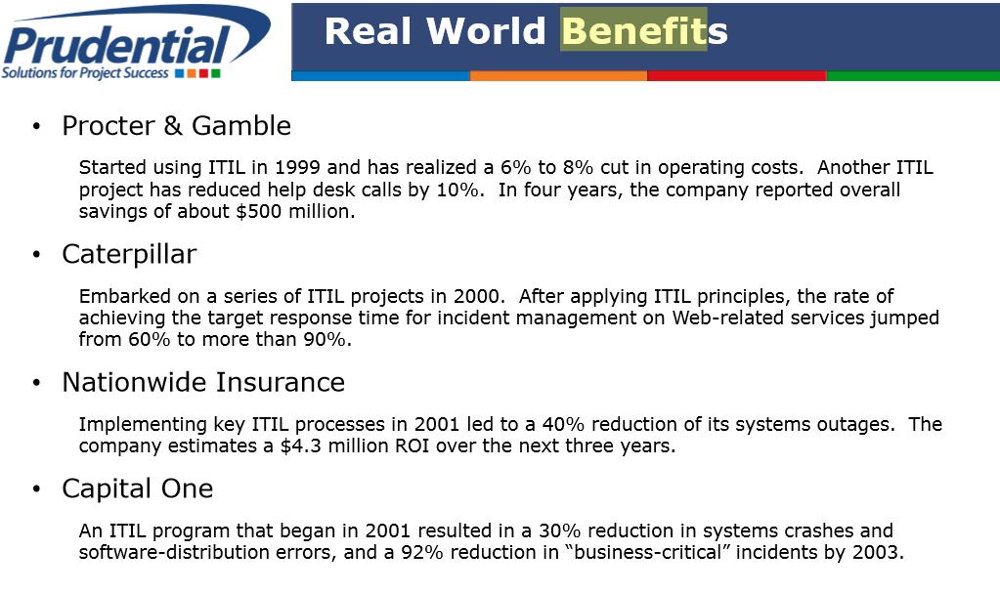 Prudential
Solutions for Project Success
Real World Benefits
• Procter & Gamble
Started using ITIL in 1999 and has realized a 6% to 8% cut in operating costs.  Another ITIL
project has reduced help desk calls by 10%.  In four years, the company reported overall
savings of about $500 million.
• Caterpillar
Embarked on a series of ITIL projects in 2000.  After applying ITIL principles, the rate of
achieving the target response time for incident management on Web-related services jumped
from 60% to more than 90%.
• Nationwide Insurance
Implementing key ITIL processes in 2001 led to a 40% reduction of its systems outages.  The
company estimates a $4.3 million ROI over the next three years.
• Capital One
An ITIL program that began in 2001 resulted in a 30% reduction in systems crashes and
software-distribution errors, and a 92% reduction in “business-critical” incidents by 2003.